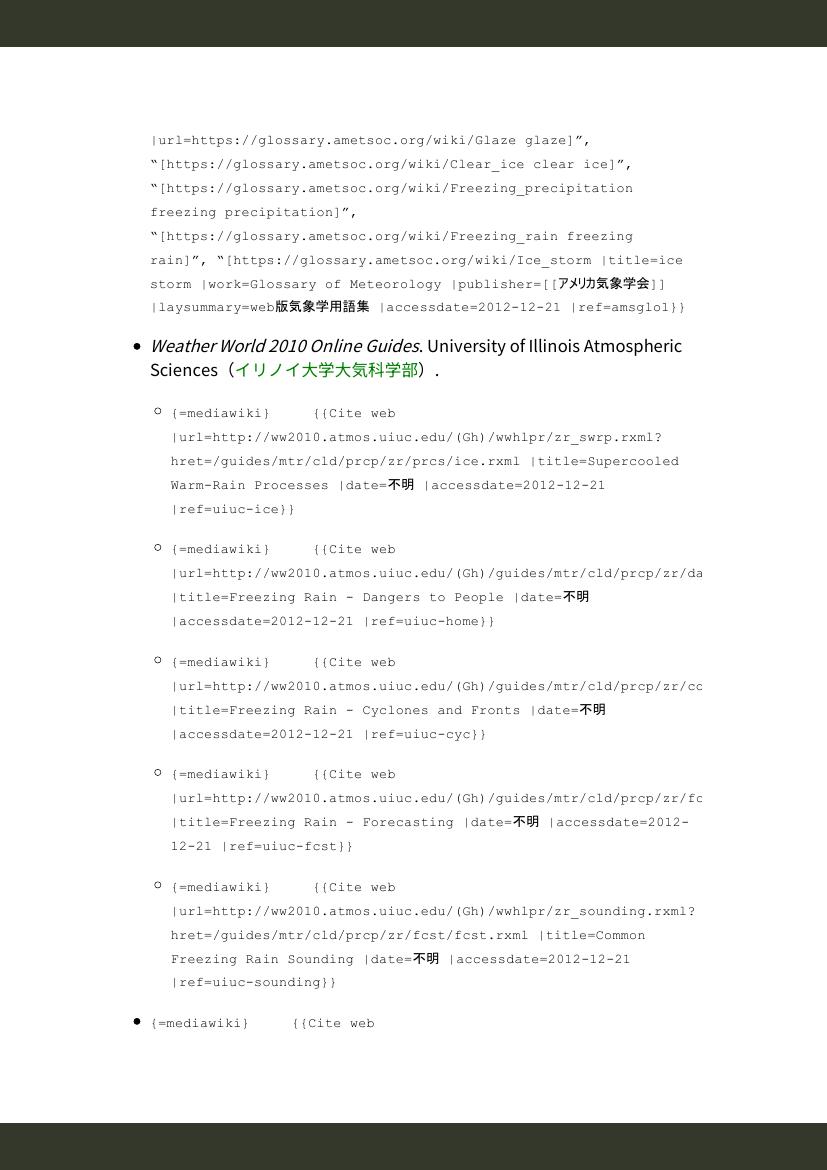 |url=https://glossary.ametsoc.org/wiki/Glaze glaze]”,
“[https://glossary.ametsoc.org/wiki/Clear_ice clear ice]”,
“[https://glossary.ametsoc.org/wiki/Freezing_precipitation
freezing precipitation]”,
“[https://glossary.ametsoc.org/wiki/Freezing_rain freezing
rain]”, “[https://glossary.ametsoc.org/wiki/Ice_storm |title=ice
storm |work=Glossary of Meteorology |publisher=[[アメリカ気象学会]]
|laysummary=web版気象学用語集 |accessdate=2012-12-21 |ref=amsglo1}}
• Weather World 2010 Online Guides. University of Illinois Atmospheric
Sciences（イリノイ大学大気科学部）.
◦ {=mediawiki} {{Cite web
|url=http://ww2010.atmos.uiuc.edu/(Gh)/wwhlpr/zr_swrp.rxml?
href=/guides/mtr/cld/prcp/zr/prcs/ice.rxml |title=Supercooled
Warm-Rain Processes |date=不明 |accessdate=2012-12-21
|ref=uiuc-ice}}
◦ {=mediawiki} {{Cite web
|url=http://ww2010.atmos.uiuc.edu/(Gh)/guides/mtr/cld/prcp/zr/da
|title=Freezing Rain - Dangers to People |date=不明
|accessdate=2012-12-21 |ref=uiuc-home}}
◦ {=mediawiki} {{Cite web
|url=http://ww2010.atmos.uiuc.edu/(Gh)/guides/mtr/cld/prcp/zr/cc
|title=Freezing Rain - Cyclones and Fronts |date=不明
|accessdate=2012-12-21 |ref=uiuc-cyc}}
◦ {=mediawiki} {{Cite web
|url=http://ww2010.atmos.uiuc.edu/(Gh)/guides/mtr/cld/prcp/zr/fc
|title=Freezing Rain - Forecasting |date=不明 |accessdate=2012-
12-21 |ref=uiuc-fcst}}
◦ {=mediawiki} {{Cite web
|url=http://ww2010.atmos.uiuc.edu/(Gh)/wwhlpr/zr_sounding.rxml?
href=/guides/mtr/cld/prcp/zr/fcst/fcst.rxml |title=Common
Freezing Rain Sounding |date=不明 |accessdate=2012-12-21
|ref=uiuc-sounding}}
• {=mediawiki} {{Cite web